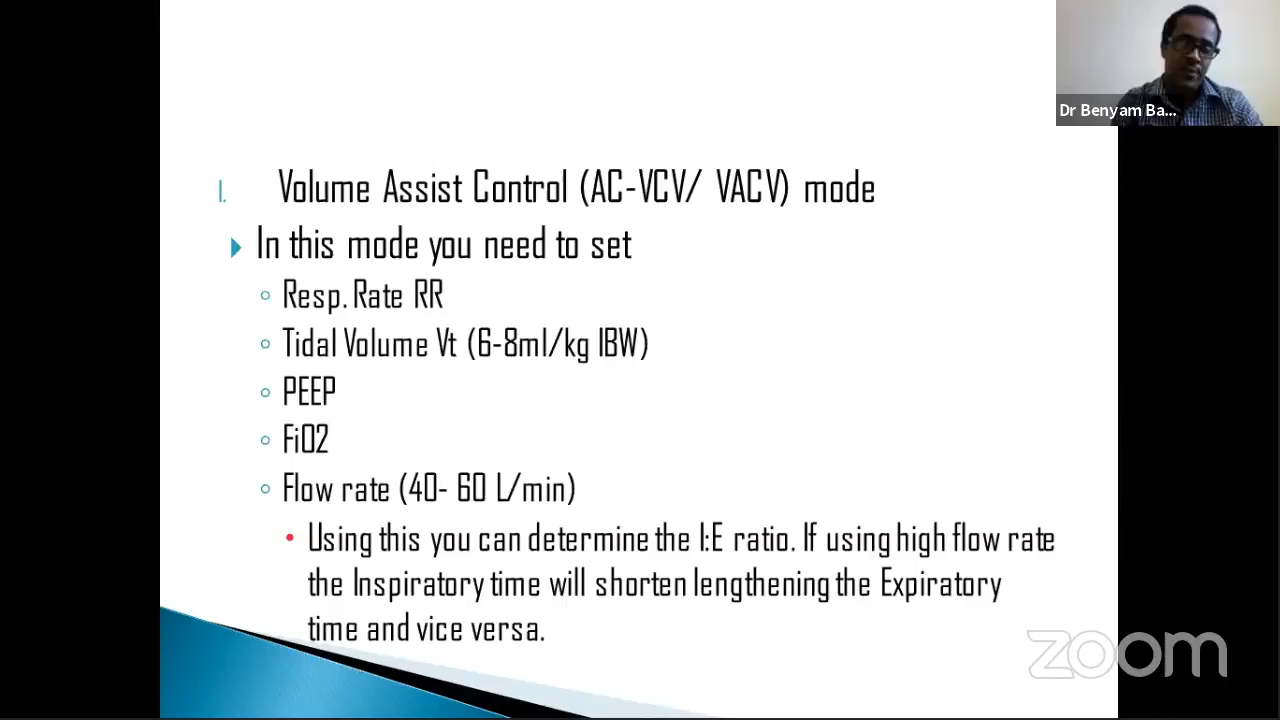 Dr Benyam Ba...
I. Volume Assist Control (AC-VCV/ VACV) mode
In this mode you need to set
Resp. Rate RR
Tidal Volume Vt (6-8ml/kg IBW)
PEEP
FiO2
Flow rate (40- 60 L/min)
Using this you can determine the I:E ratio. If using high flow rate
the Inspiratory time will shorten lengthening the Expiratory
time and vice versa.
zoom